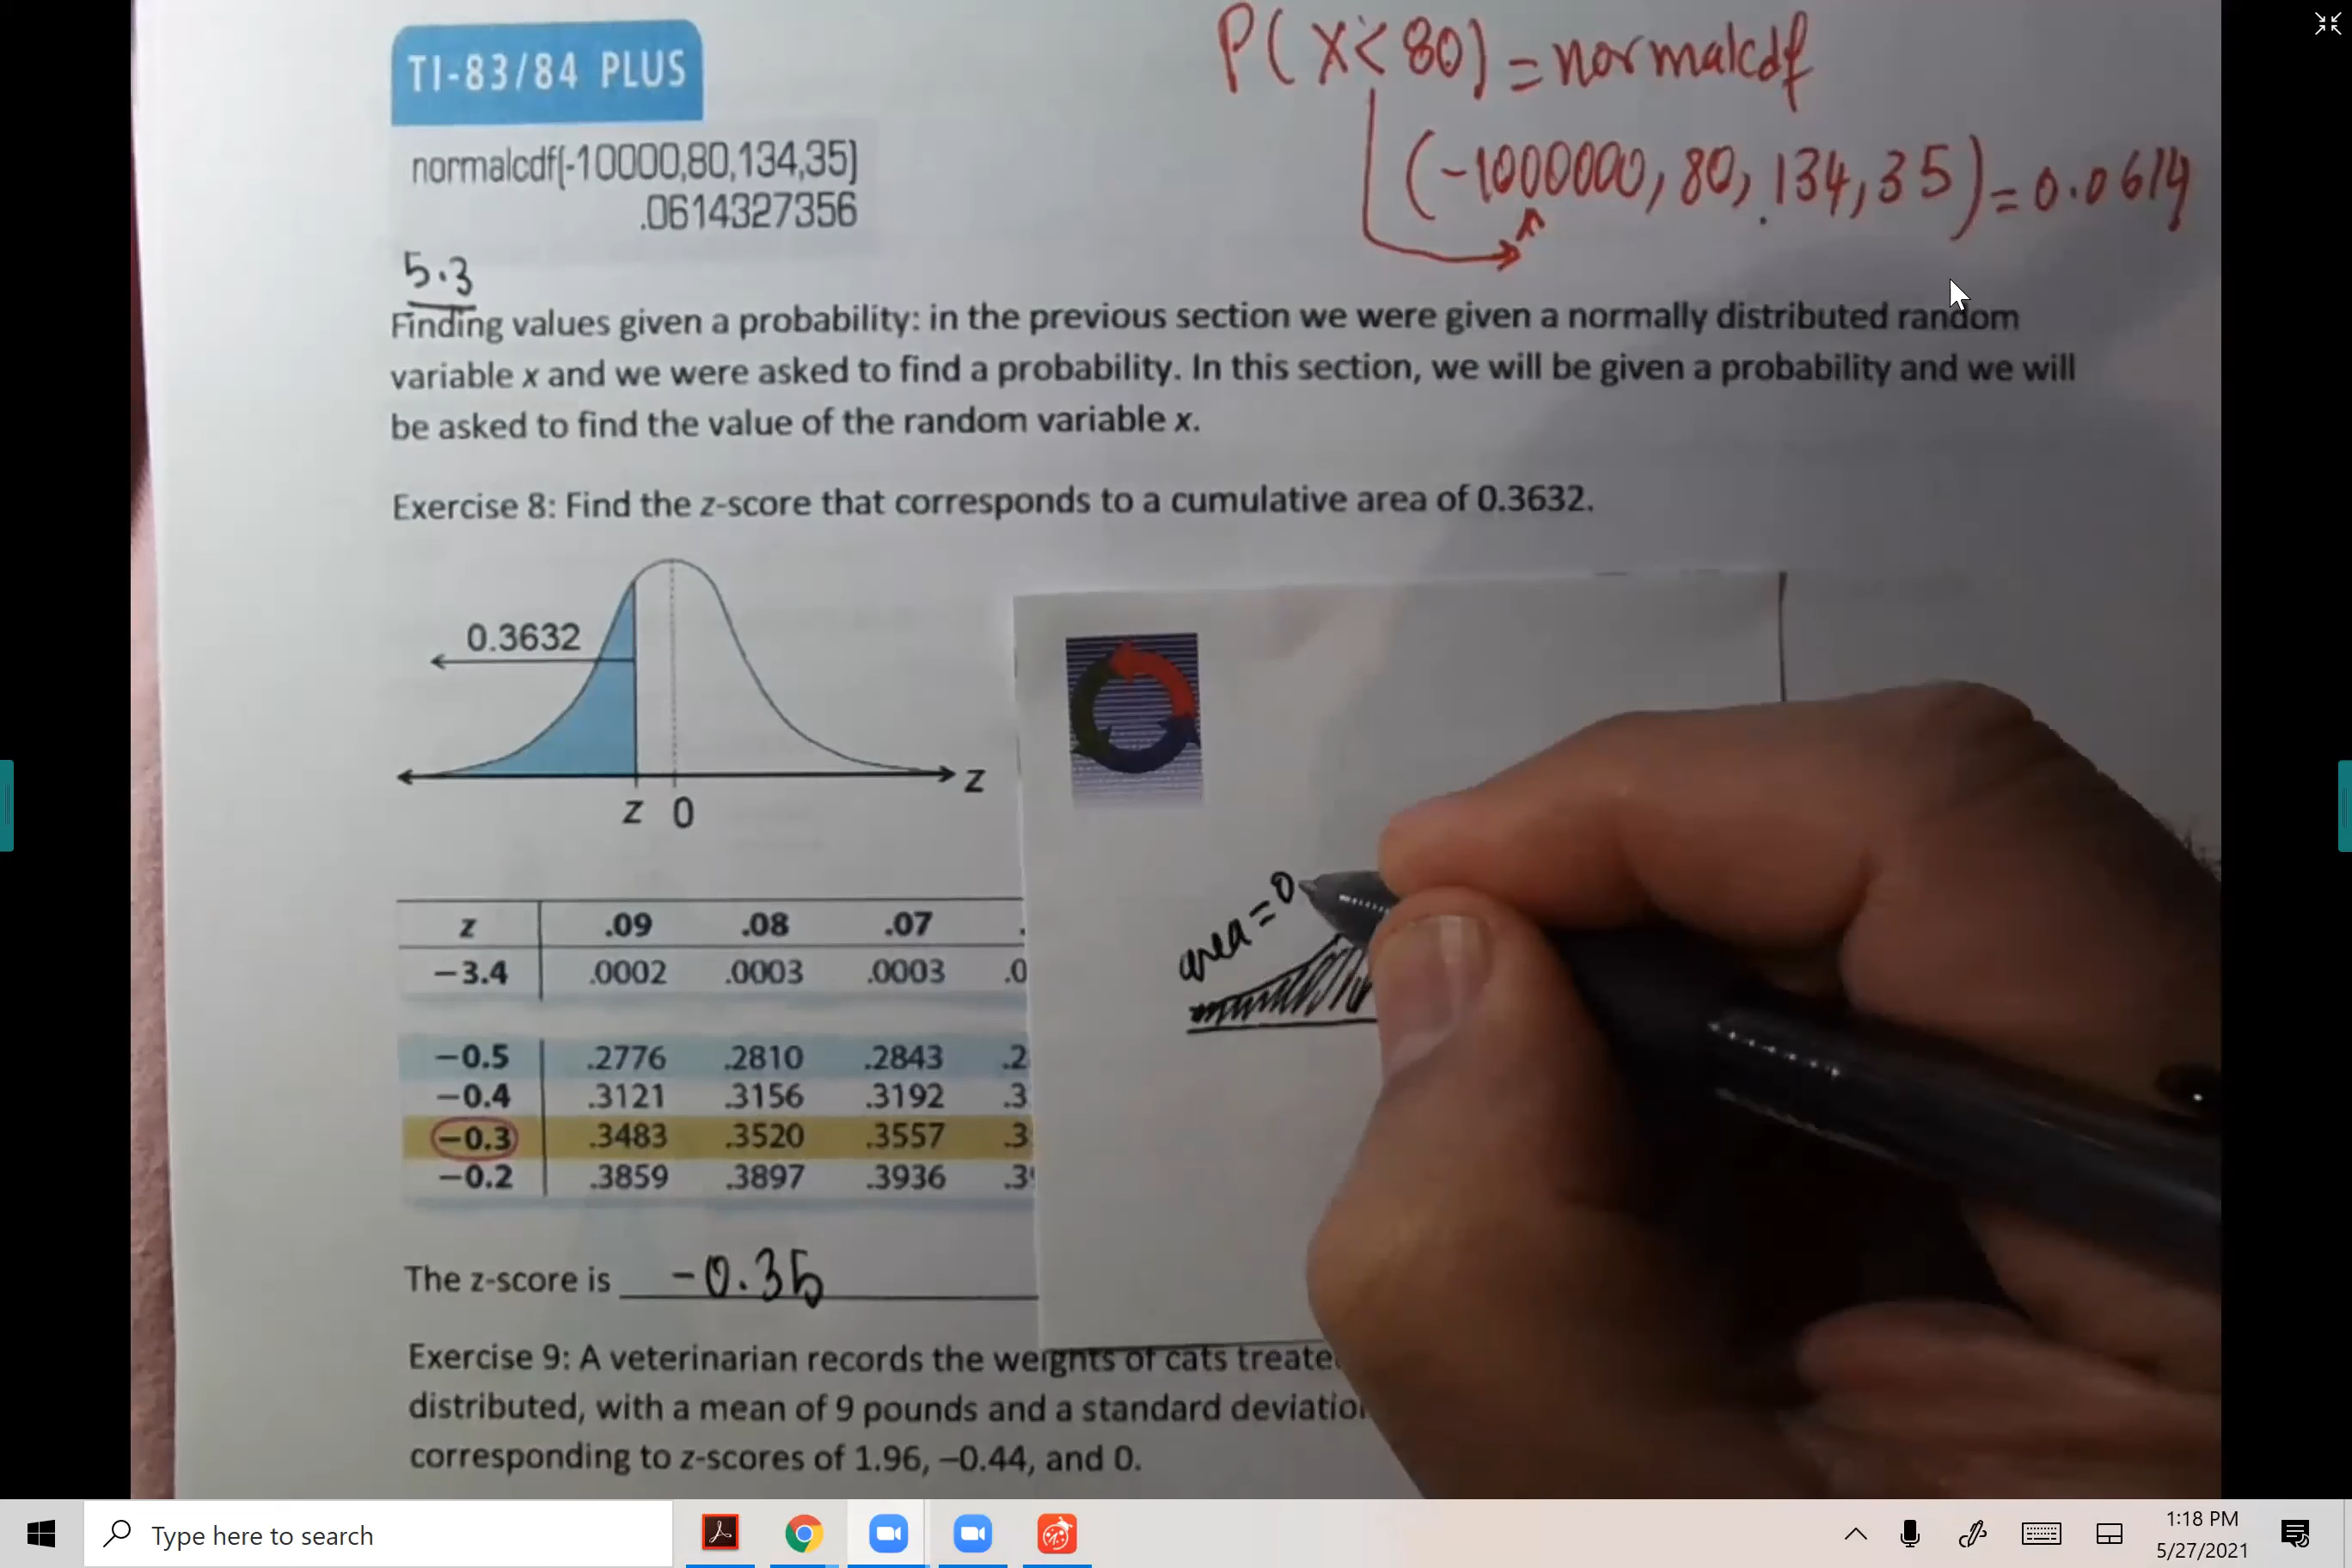 P(X<80) = normalcdf
(-1000000, 80, 134, 35) = 0.0614
TI-83/84 PLUS
normalcdf(-10000,80,134,35)
.0614327356
5.3
Finding values given a probability: in the previous section we were given a normally distributed random
variable x and we were asked to find a probability. In this section, we will be given a probability and we will
be asked to find the value of the random variable x.
Exercise 8: Find the z-score that corresponds to a cumulative area of 0.3632.
0.3632
z
z 0
area = 0
z .09 .08 .07
−3.4 .0002 .0003 .0003 .0
−0.5 .2776 .2810 .2843 .2
−0.4 .3121 .3156 .3192 .3
−0.3 .3483 .3520 .3557 .3
−0.2 .3859 .3897 .3936 .3
The z-score is -0.35
Exercise 9: A veterinarian records the weights of cats treate
distributed, with a mean of 9 pounds and a standard
corresponding to z-scores of 1.96, −0.44, and 0.
Type here to search
1:18 PM
5/27/2021